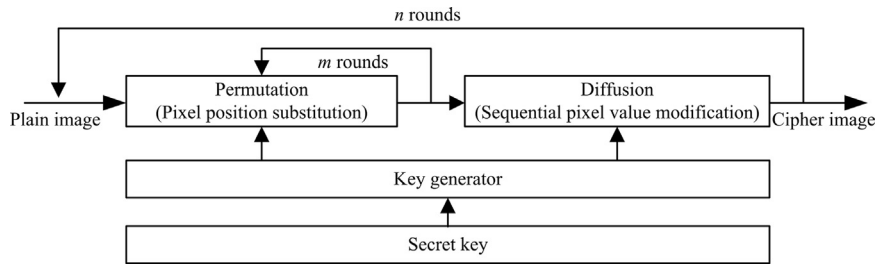 n rounds
m rounds
Permutation
(Pixel position substitution)
Diffusion
(Sequential pixel value modification)
Plain image
Cipher image
Key generator
Secret key